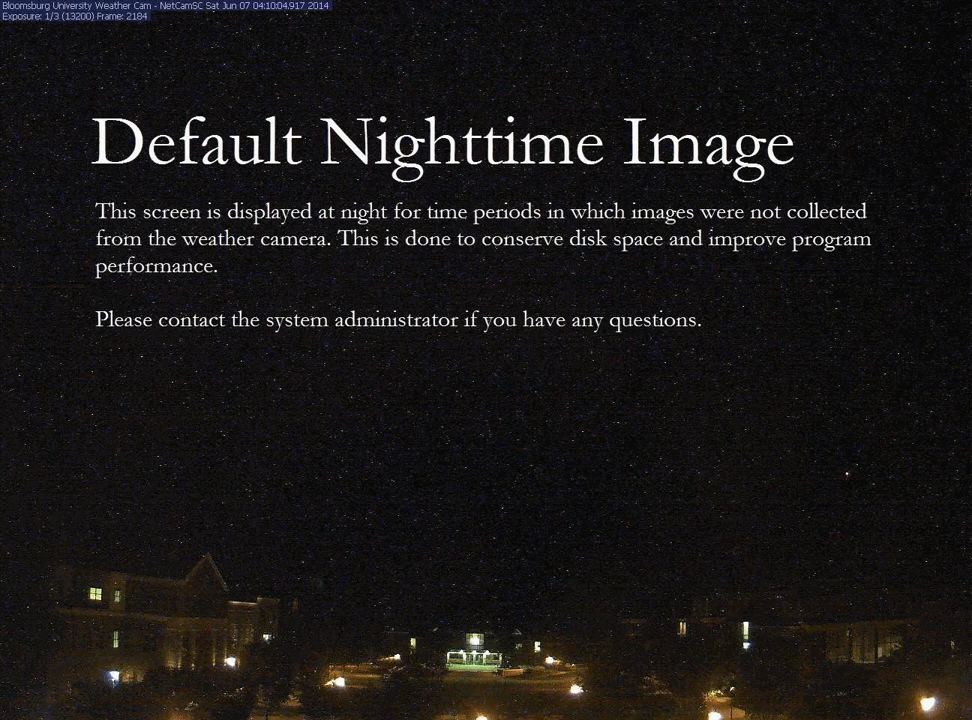 Bloomsburg University Weather Cam - NetCamSC Sat Jun 07 04:10:04.917 2014
Exposure: 1/3 (13200) Frame: 2184
Default Nighttime Image
This screen is displayed at night for time periods in which images were not collected
from the weather camera. This is done to conserve disk space and improve program
performance.
Please contact the system administrator if you have any questions.